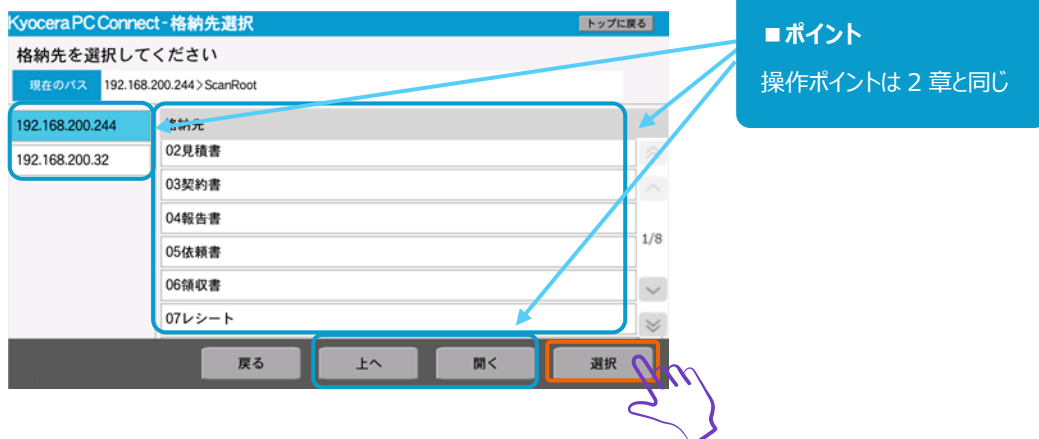 Kyocera PC Connect - 格納先選択
トップに戻る
格納先を選択してください
現在のパス 192.168.200.244>ScanRoot
192.168.200.244
192.168.200.32
格納先
02見積書
03契約書
04報告書
05依頼書
06領収書
07レシート
1/8
戻る
上へ
開く
選択
■ポイント
操作ポイントは 2 章と同じ